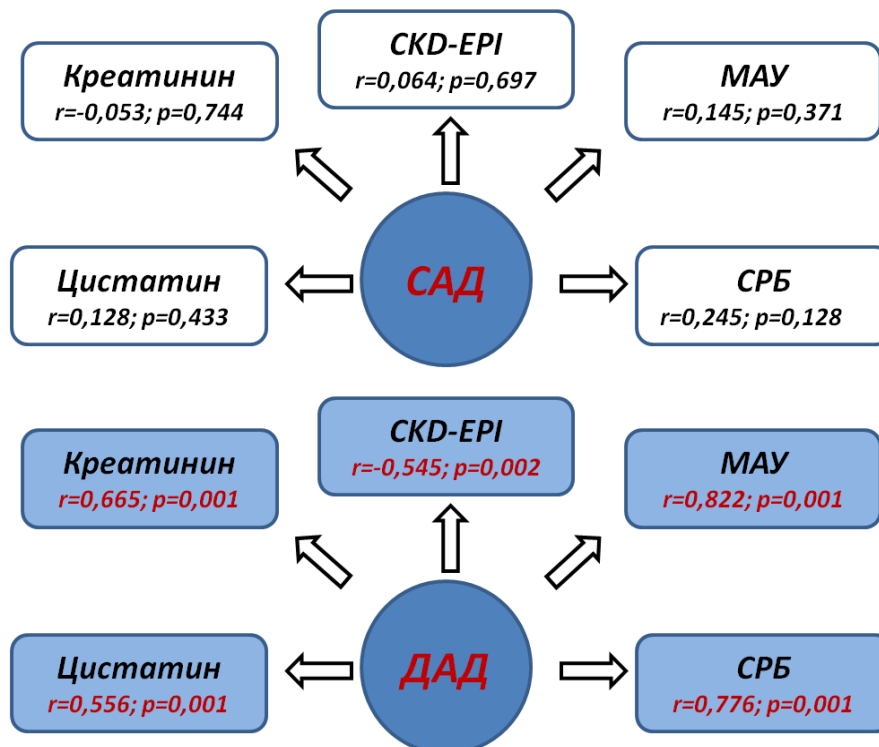 CKD-EPI
r=0,064; p=0,697
Креатинин
r=-0,053; p=0,744
МАУ
r=0,145; p=0,371
САД
Цистатин
r=0,128; p=0,433
СРБ
r=0,245; p=0,128
CKD-EPI
r=-0,545; p=0,002
Креатинин
r=0,665; p=0,001
МАУ
r=0,822; p=0,001
ДАД
Цистатин
r=0,556; p=0,001
СРБ
r=0,776; p=0,001